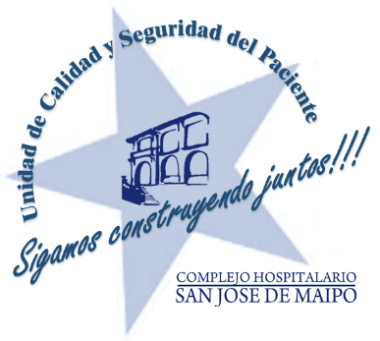 Unidad de Calidad y Seguridad del Paciente
Sigamos construyendo juntos!!!
COMPLEJO HOSPITALARIO
SAN JOSE DE MAIPO